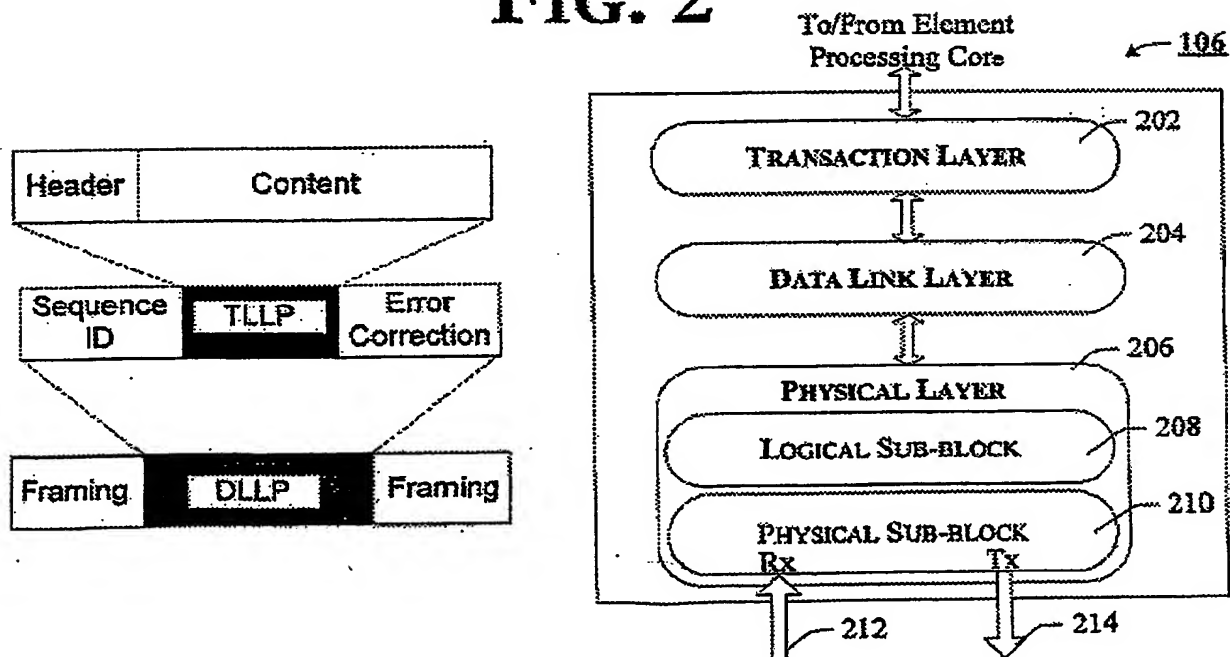 FIG. 2
To/From Element
Processing Core
106
202
TRANSACTION LAYER
Header
Content
204
DATA LINK LAYER
Sequence
ID
TLLP
Error
Correction
206
PHYSICAL LAYER
208
LOGICAL SUB-BLOCK
Framing
DLLP
Framing
210
PHYSICAL SUB-BLOCK
Rx
Tx
212
214